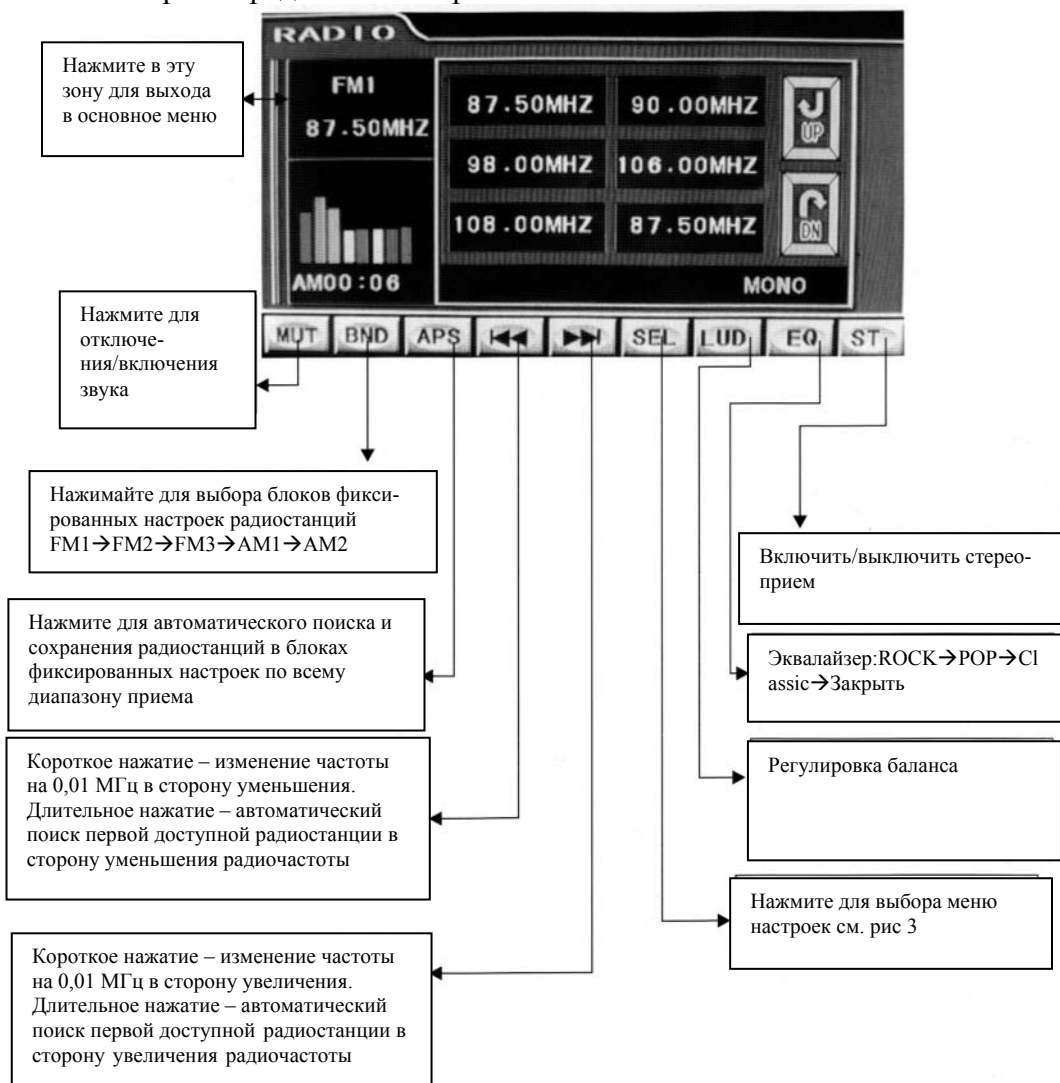 RADIO
Нажмите в эту
зону для выхода
в основное меню
FM1
87.50MHZ
87.50MHZ
90.00MHZ
UP
98.00MHZ
106.00MHZ
108.00MHZ
87.50MHZ
DN
AM00:06
MONO
MUT BND APS SEL LUD EQ ST
Нажмите для
отключе-
ния/включения
звука
Нажимайте для выбора блоков фикси-
рованных настроек радиостанций
FM1→FM2→FM3→AM1→AM2
Включить/выключить стерео-
прием
Нажмите для автоматического поиска и
сохранения радиостанций в блоках
фиксированных настроек по всему
диапазону приема
Эквалайзер:ROCK→POP→Cl
assic→Закрыть
Короткое нажатие – изменение частоты
на 0,01 МГц в сторону уменьшения.
Длительное нажатие – автоматический
поиск первой доступной радиостанции в
сторону уменьшения радиочастоты
Регулировка баланса
Нажмите для выбора меню
настроек см. рис 3
Короткое нажатие – изменение частоты
на 0,01 МГц в сторону увеличения.
Длительное нажатие – автоматический
поиск первой доступной радиостанции в
сторону увеличения радиочастоты